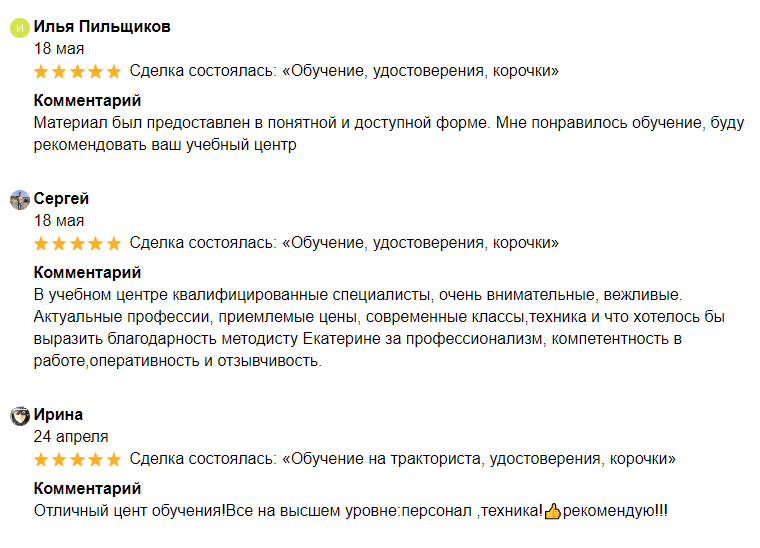 И Илья Пильщиков
18 мая
Сделка состоялась: «Обучение, удостоверения, корочки»
Комментарий
Материал был предоставлен в понятной и доступной форме. Мне понравилось обучение, буду
рекомендовать ваш учебный центр
Сергей
18 мая
Сделка состоялась: «Обучение, удостоверения, корочки»
Комментарий
В учебном центре квалифицированные специалисты, очень внимательные, вежливые.
Актуальные профессии, приемлемые цены, современные классы,техника и что хотелось бы
выразить благодарность методисту Екатерине за профессионализм, компетентность в
работе,оперативность и отзывчивость.
Ирина
24 апреля
Сделка состоялась: «Обучение на тракториста, удостоверения, корочки»
Комментарий
Отличный цент обучения!Все на высшем уровне:персонал ,техника!👍рекомендую!!!